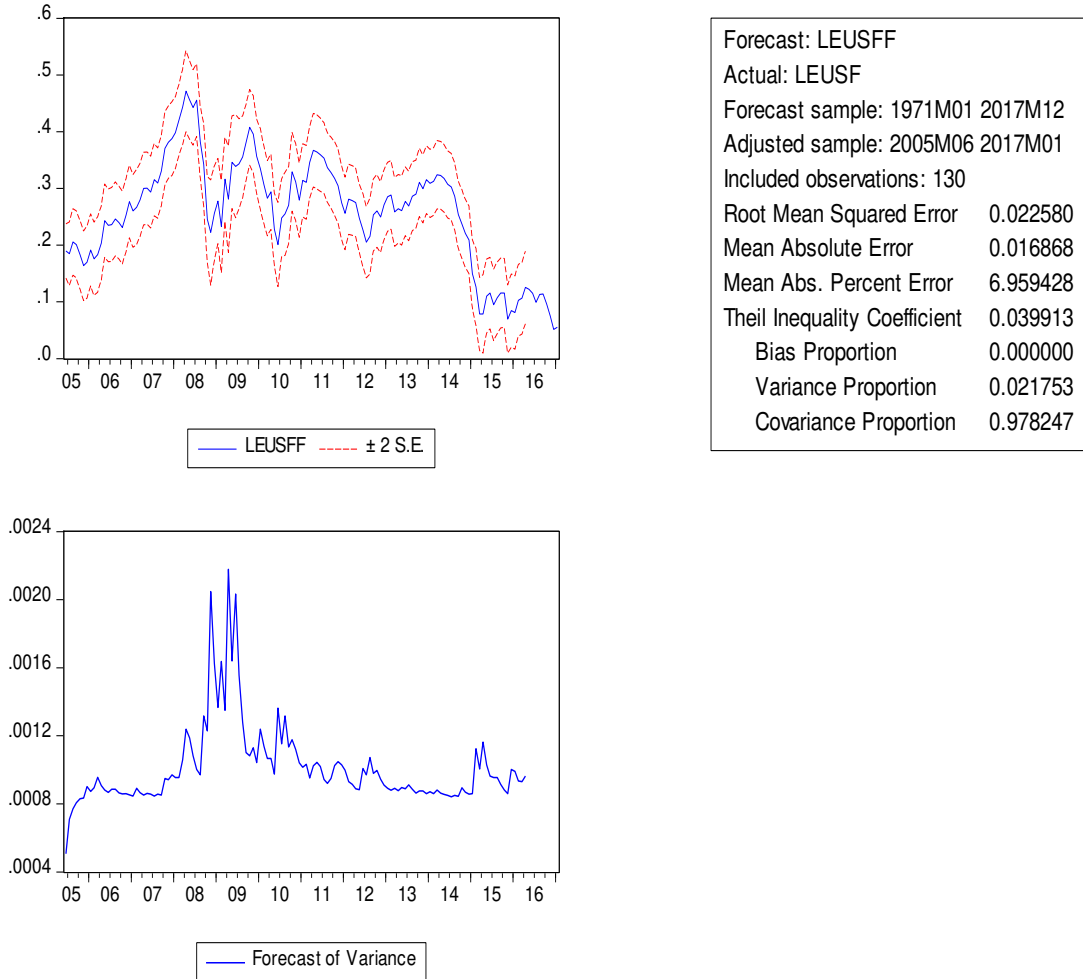 .6
.5
.4
.3
.2
.1
.0
05 06 07 08 09 10 11 12 13 14 15 16
LEUSFF ± 2 S.E.
Forecast: LEUSFF
Actual: LEUSF
Forecast sample: 1971M01 2017M12
Adjusted sample: 2005M06 2017M01
Included observations: 130
Root Mean Squared Error 0.022580
Mean Absolute Error 0.016868
Mean Abs. Percent Error 6.959428
Theil Inequality Coefficient 0.039913
Bias Proportion 0.000000
Variance Proportion 0.021753
Covariance Proportion 0.978247
.0024
.0020
.0016
.0012
.0008
.0004
05 06 07 08 09 10 11 12 13 14 15 16
Forecast of Variance